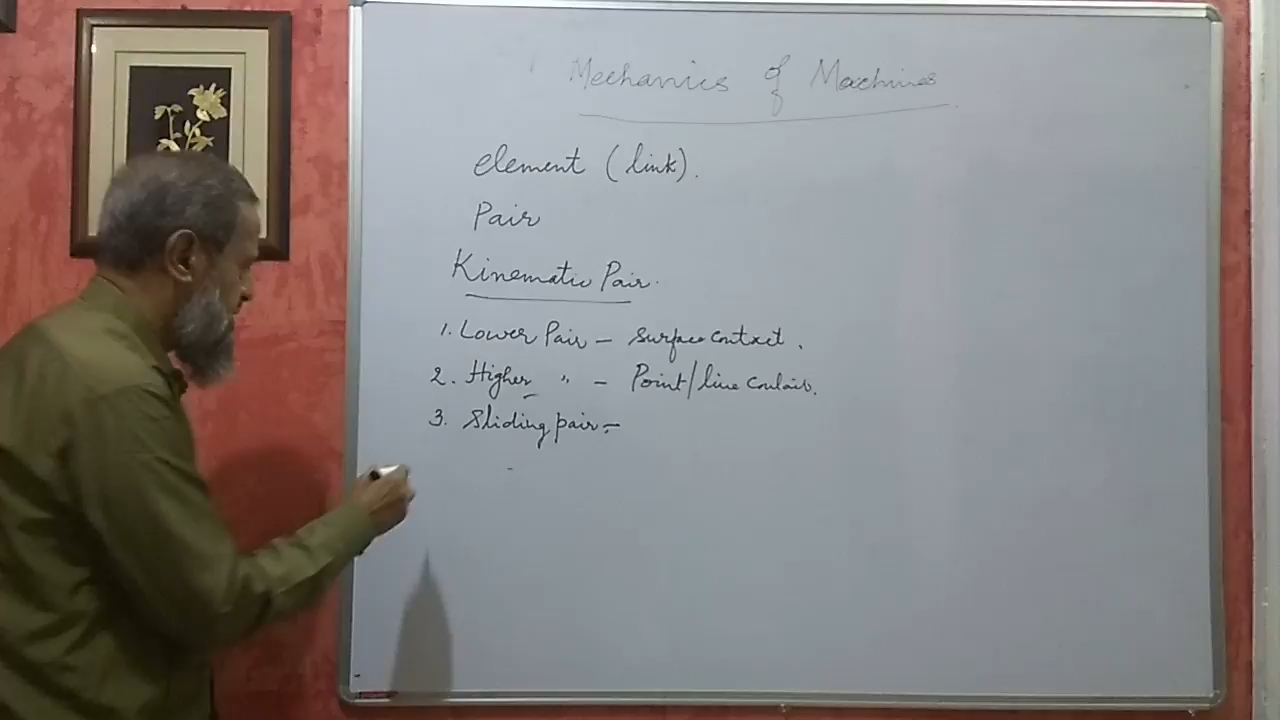 Mechanics of Machines
element (link).
Pair
Kinematic Pair.
1. Lower Pair - Surface contact.
2. Higher " - Point/line contair.
3. Sliding pair -